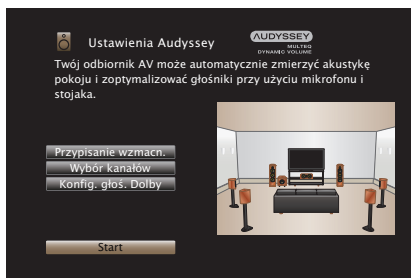 Ustawienia Audyssey
AUDYSSEY
MULTEQ
DYNAMIC VOLUME
Twój odbiornik AV może automatycznie zmierzyć akustykę
pokoju i zoptymalizować głośniki przy użyciu mikrofonu i
stojaka.
Przypisanie wzmacn.
Wybór kanałów
Konfig. głoś. Dolby
Start